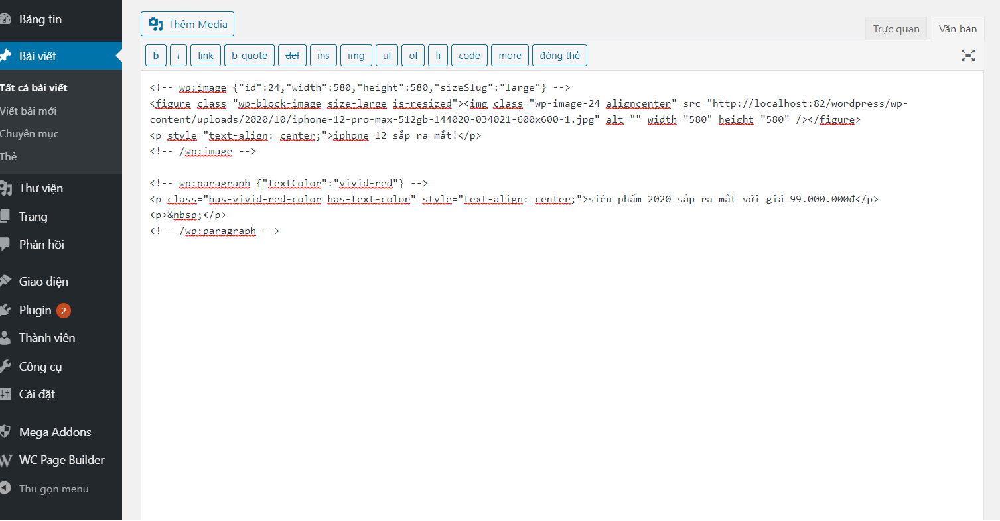 Bảng tin
Bài viết
Tất cả bài viết
Viết bài mới
Chuyên mục
Thẻ
Thư viện
Trang
Phản hồi
Giao diện
Plugin 2
Thành viên
Công cụ
Cài đặt
Mega Addons
WC Page Builder
Thu gọn menu
Thêm Media
Trực quan Văn bản
b i link b-quote del ins img ul ol li code more đóng thẻ
<!-- wp:image {"id":24,"width":580,"height":580,"sizeSlug":"large"} -->
<figure class="wp-block-image size-large is-resized"><img class="wp-image-24 aligncenter" src="http://localhost:82/wordpress/wp-
content/uploads/2020/10/iphone-12-pro-max-512gb-144020-034021-600x600-1.jpg" alt="" width="580" height="580" /></figure>
<p style="text-align: center;">iphone 12 sắp ra mắt!</p>
<!-- /wp:image -->
<!-- wp:paragraph {"textColor":"vivid-red"} -->
<p class="has-vivid-red-color has-text-color" style="text-align: center;">siêu phẩm 2020 sắp ra mắt với giá 99.000.000đ</p>
<p>&nbsp;</p>
<!-- /wp:paragraph -->